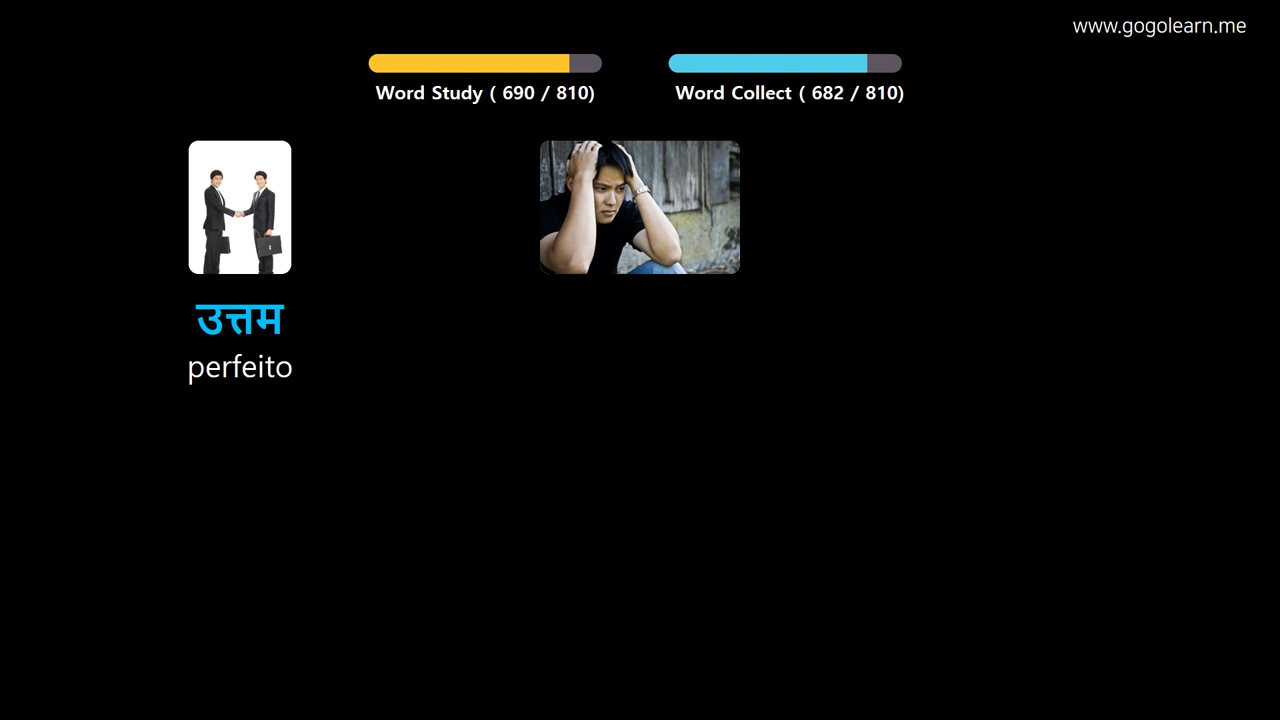 www.gogolearn.me
Word Study ( 690 / 810)
Word Collect ( 682 / 810)
उत्तम
perfeito